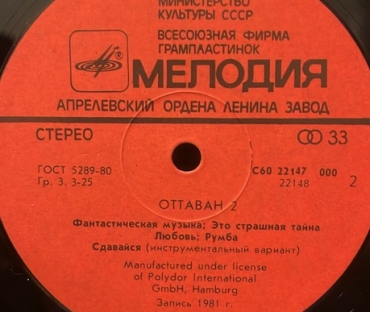 МИНИСТЕРСТВО
КУЛЬТУРЫ СССР
ВСЕСОЮЗНАЯ ФИРМА
ГРАМПЛАСТИНОК
МЕЛОДИЯ
АПРЕЛЕВСКИЙ ОРДЕНА ЛЕНИНА ЗАВОД
СТЕРЕО 33
ГОСТ 5289-80 С60 22147 000
Гр. 3. 3-25 22148 2
ОТТАВАН 2
Фантастическая музыка; Это страшная тайна
Любовь; Румба
Сдавайся (инструментальный вариант)
Manufactured under license
of Polydor International
GmbH, Hamburg
Запись 1981 г.